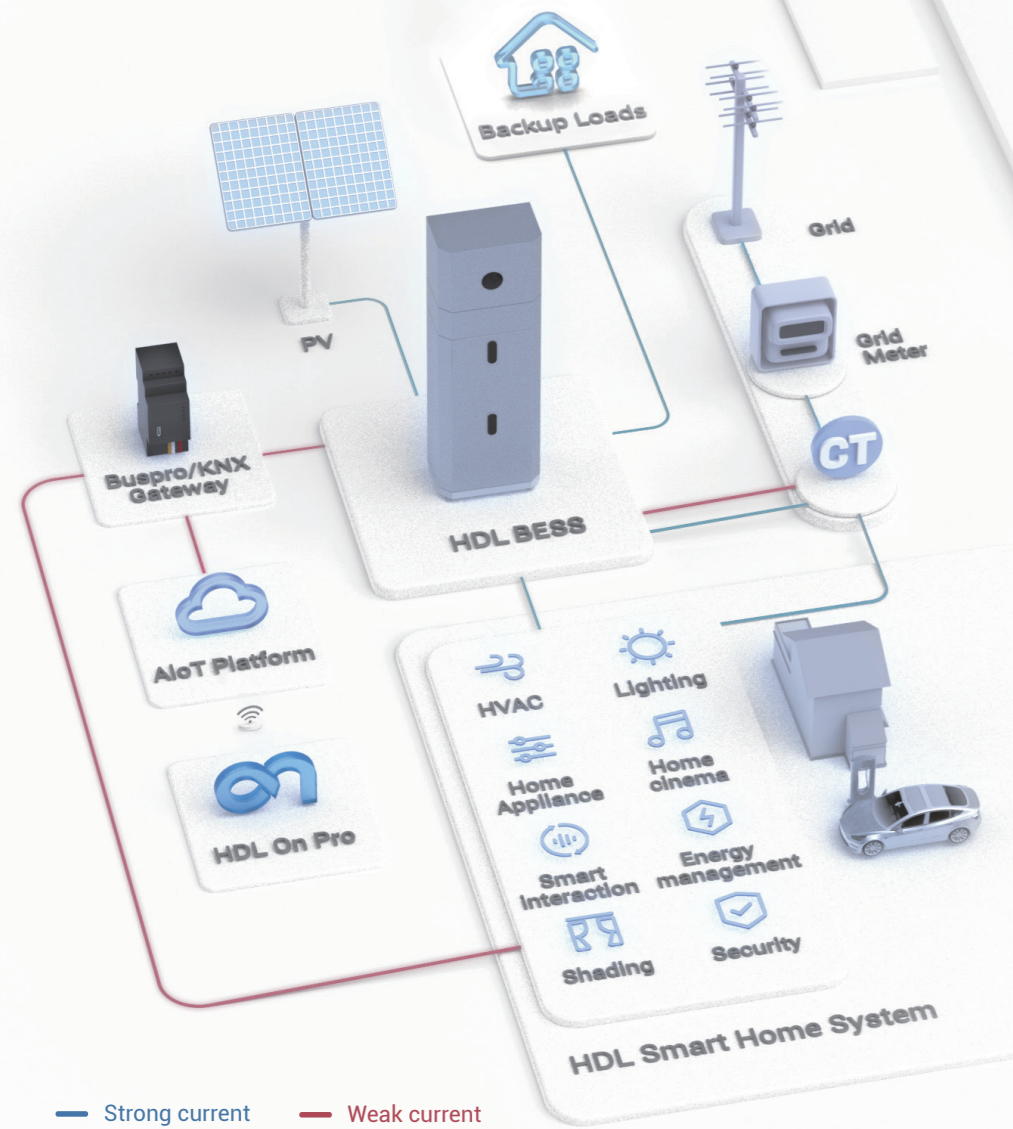 Backup Loads
Grid
PV
Grid
Meter
CT
Buspro/KNX
Gateway
HDL BESS
AIoT Platform
HVAC
Lighting
Home
Appliance
Home
cinema
HDL On Pro
Smart
interaction
Energy
management
Shading
Security
HDL Smart Home System
Strong current
Weak current